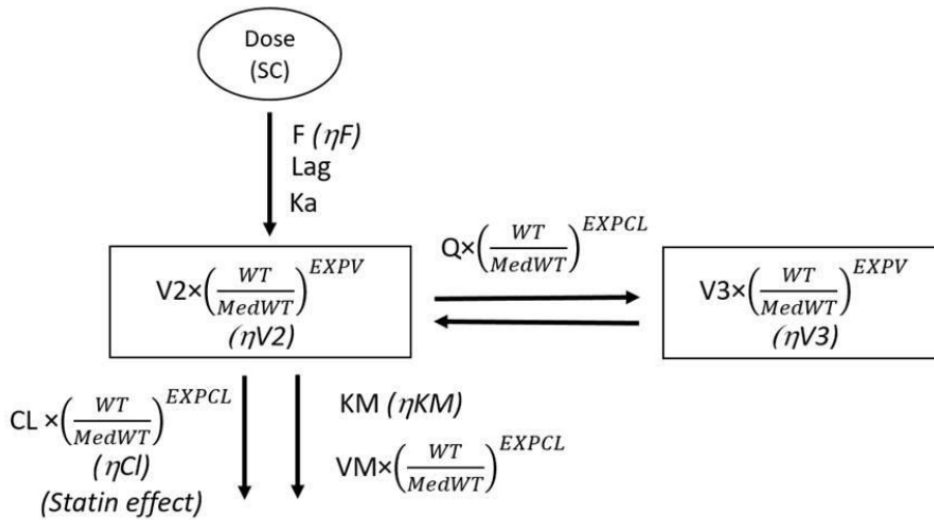 Dose
(SC)
F (ηF)
Lag
Ka
Q×(WT/MedWT)^EXPCL
V2×(WT/MedWT)^EXPV
(ηV2)
V3×(WT/MedWT)^EXPV
(ηV3)
CL ×(WT/MedWT)^EXPCL
(ηCl)
(Statin effect)
KM (ηKM)
VM×(WT/MedWT)^EXPCL